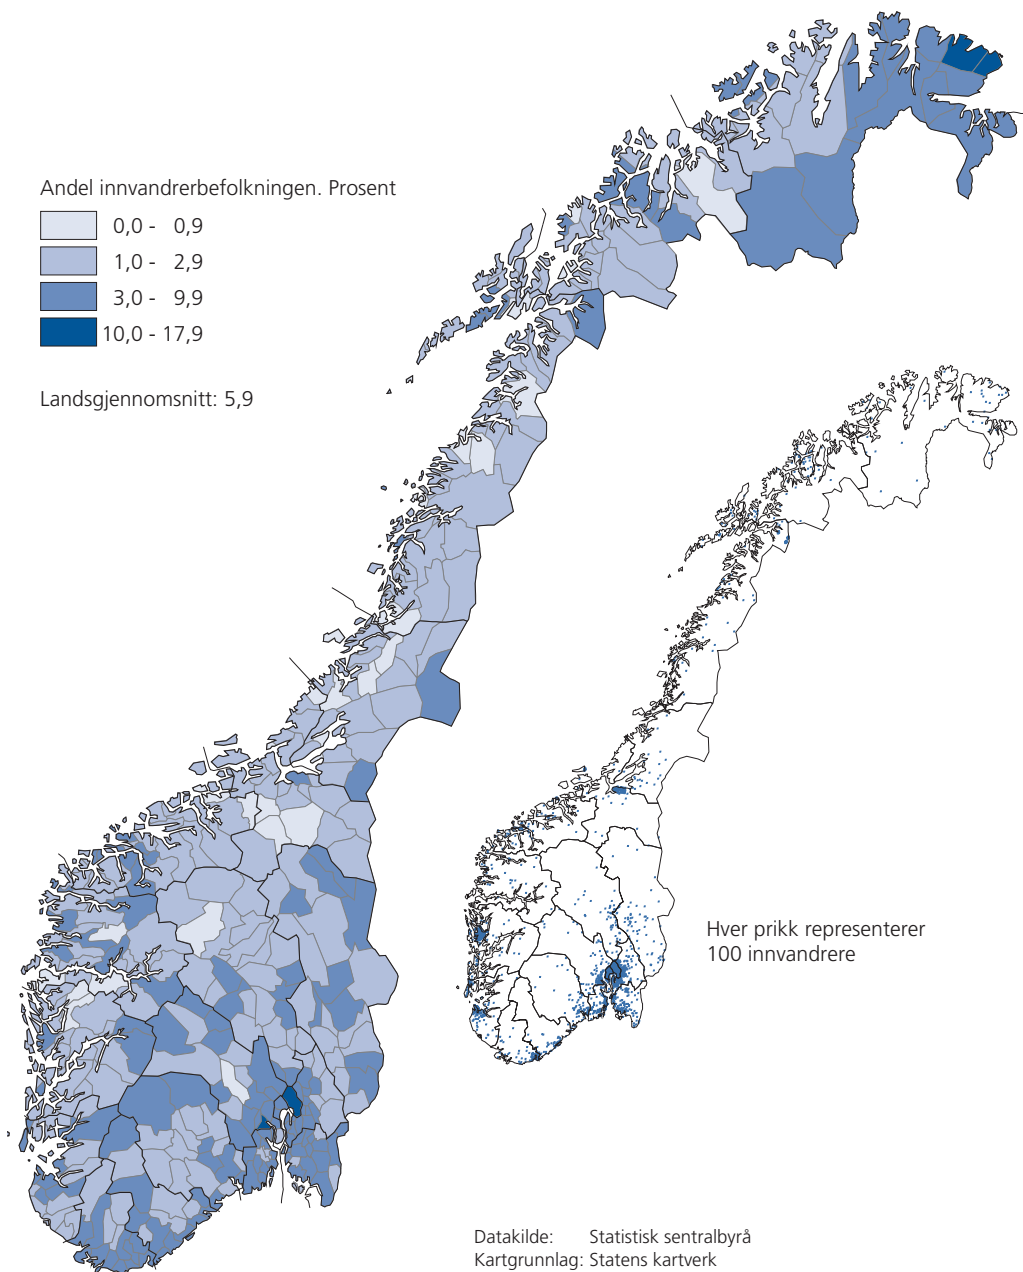 Andel innvandrerbefolkningen. Prosent
0,0 - 0,9
1,0 - 2,9
3,0 - 9,9
10,0 - 17,9
Landsgjennomsnitt: 5,9
Hver prikk representerer
100 innvandrere
Datakilde: Statistisk sentralbyrå
Kartgrunnlag: Statens kartverk